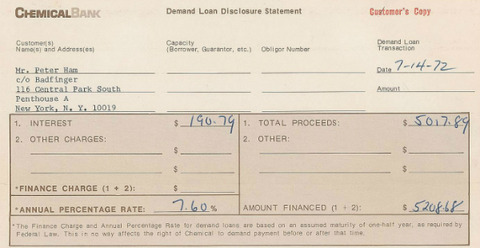 CHEMICALBANK Demand Loan Disclosure Statement Customer's Copy
Customer(s) Capacity Demand Loan
Name(s) and Address(es) (Borrower, Guarantor, etc.) Obligor Number Transaction
Mr. Peter Ham Date 7-14-72
c/o Badfinger
116 Central Park South Amount
Penthouse A
New York, N. Y. 10019
1. INTEREST $ 190.79 1. TOTAL PROCEEDS: $ 5017.89
2. OTHER CHARGES: 2. OTHER:
$ $
$ $
*FINANCE CHARGE (1 + 2): $ $
*ANNUAL PERCENTAGE RATE: 7.60 % AMOUNT FINANCED (1 + 2) $ 5208.68
*The Finance Charge and Annual Percentage Rate for demand loans, are based on an assumed maturity of one-half year, as required by
Federal Law. This in no way affects the right of Chemical to demand payment before or after that time.